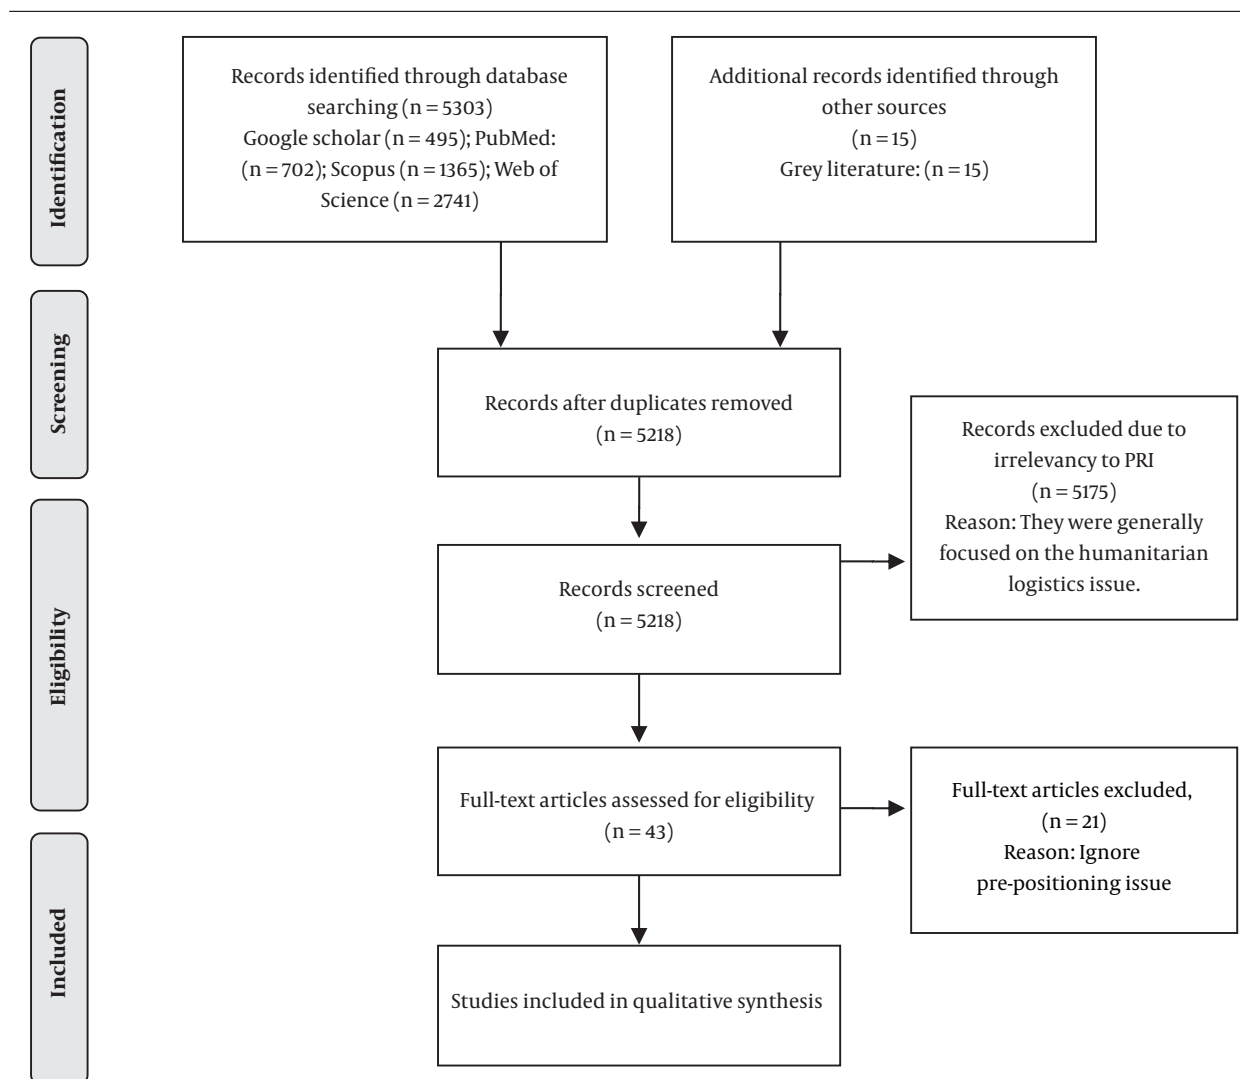 Identification
Records identified through database
searching (n = 5303)
Google scholar (n = 495); PubMed:
(n = 702); Scopus (n = 1365); Web of
Science (n = 2741)
Additional records identified through
other sources
(n = 15)
Grey literature: (n = 15)
Screening
Records after duplicates removed
(n = 5218)
Records excluded due to
irrelevancy to PRI
(n = 5175)
Reason: They were generally
focused on the humanitarian
logistics issue.
Eligibility
Records screened
(n = 5218)
Full-text articles assessed for eligibility
(n = 43)
Full-text articles excluded,
(n = 21)
Reason: Ignore
pre-positioning issue
Included
Studies included in qualitative synthesis